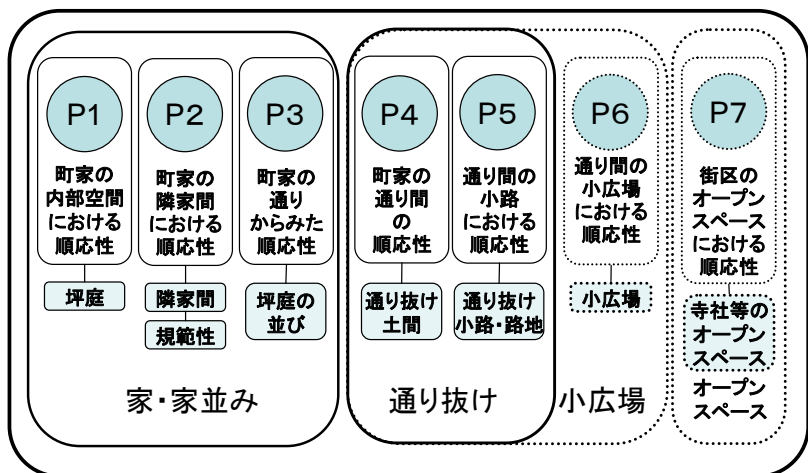 P1
町家の
内部空間
における
順応性
坪庭
P2
町家の
隣家間
における
順応性
隣家間
規範性
P3
町家の
通り
からみた
順応性
坪庭の
並び
家・家並み
P4
町家の
通り間
の
順応性
通り抜け
土間
P5
通り間の
小路
における
順応性
通り抜け
小路・路地
通り抜け
P6
通り間の
小広場
における
順応性
小広場
小広場
P7
街区の
オープン
スペース
における
順応性
寺社等の
オープン
スペース
オープン
スペース